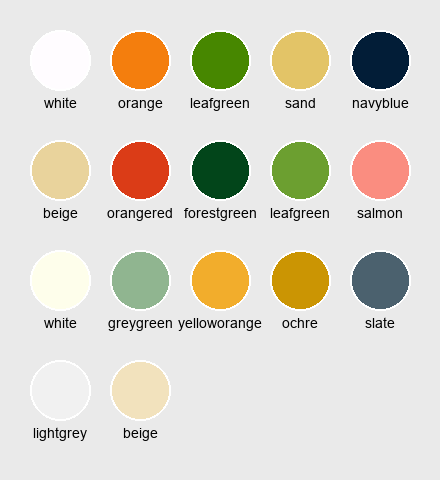 white orange leafgreen sand navyblue
beige orangered forestgreen leafgreen salmon
white greygreen yelloworange ochre slate
lightgrey beige